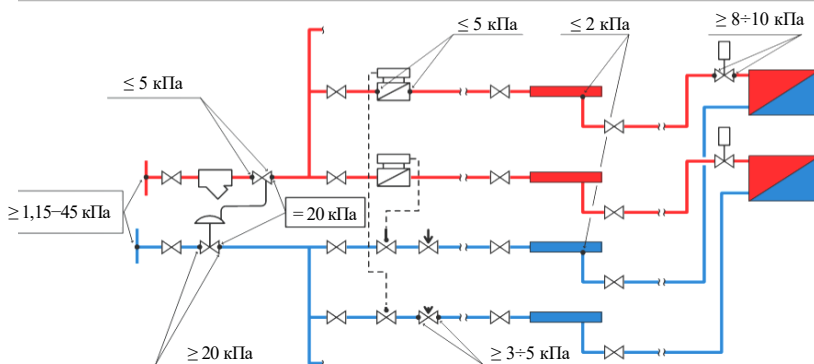 ≤ 5 кПа
≤ 2 кПа
≥ 8÷10 кПа
≤ 5 кПа
≥ 1,15–45 кПа
= 20 кПа
≥ 20 кПа
≥ 3÷5 кПа